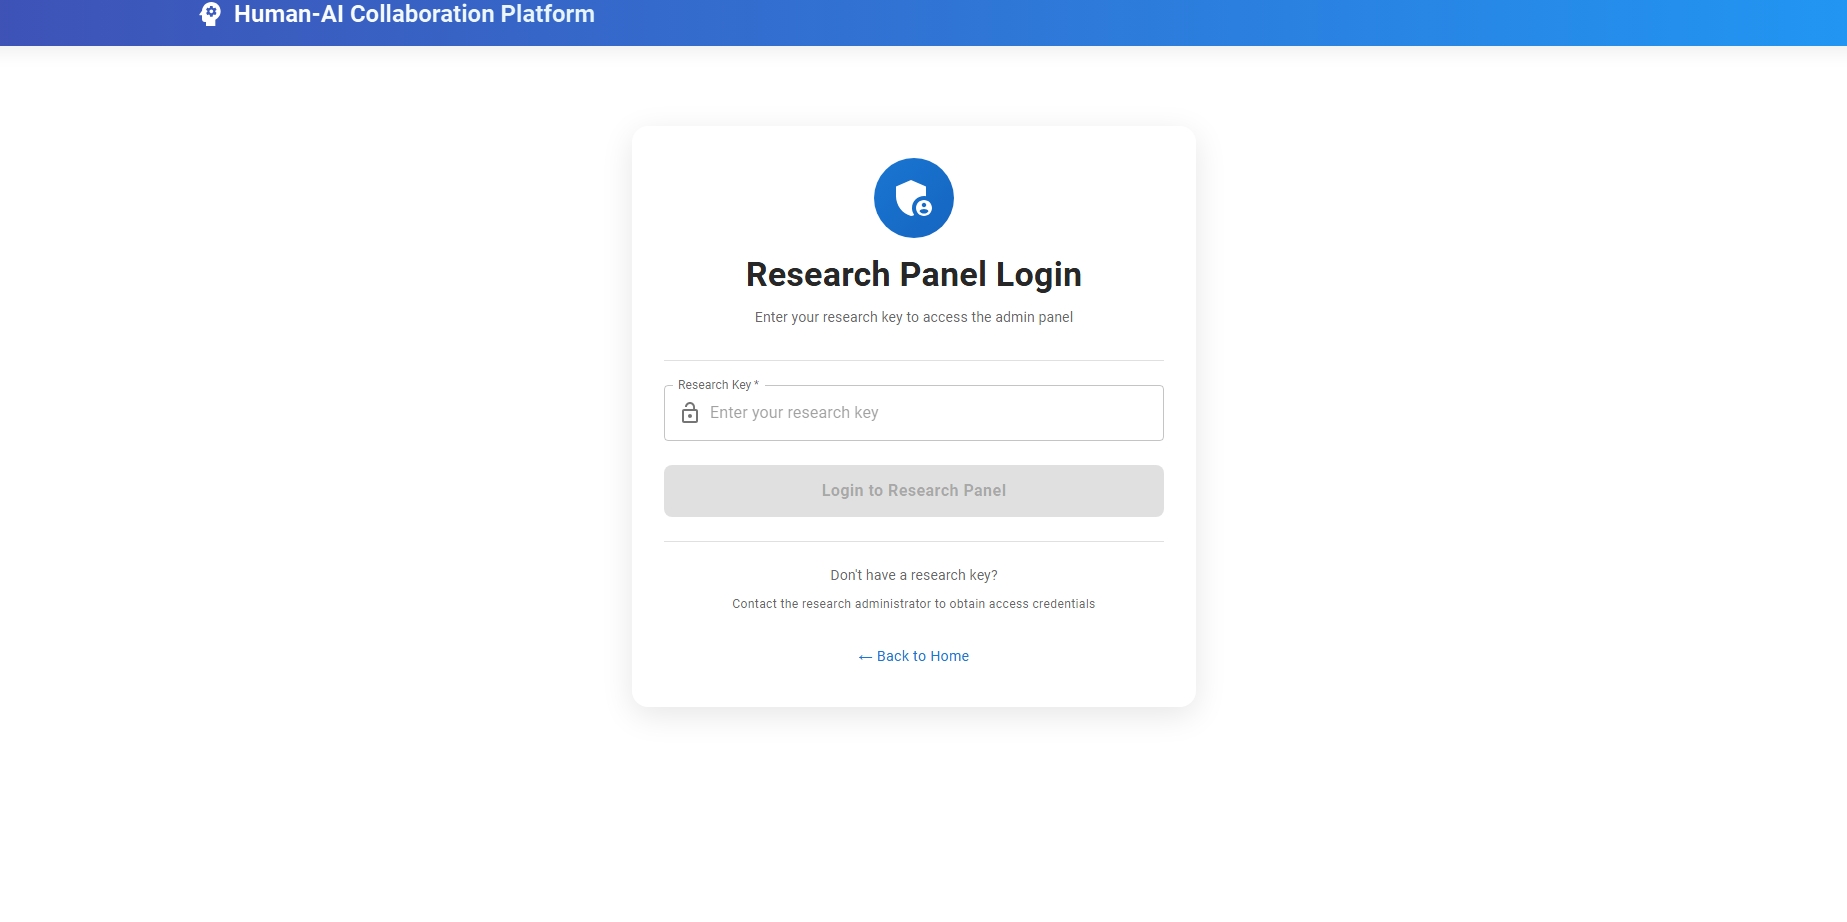 Human-AI Collaboration Platform
Research Panel Login
Enter your research key to access the admin panel
Research Key *
Enter your research key
Login to Research Panel
Don't have a research key?
Contact the research administrator to obtain access credentials
← Back to Home